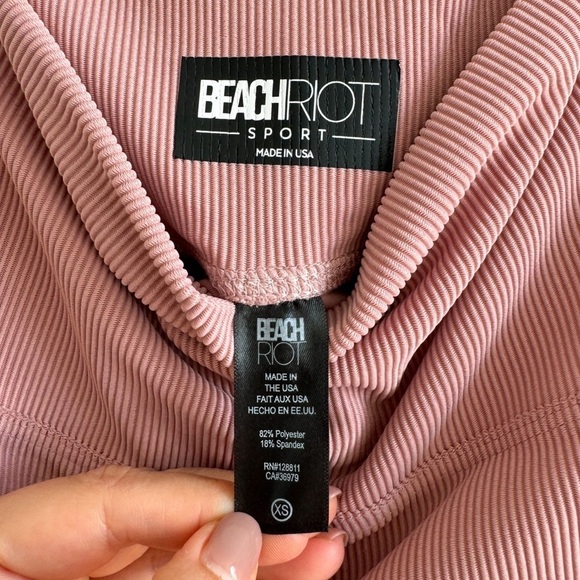 BEACHRIOT
SPORT
MADE IN USA
BEACH
RIOT
MADE IN
THE USA
FAIT AUX USA
HECHO EN EE.UU.
82% Polyester
18% Spandex
RN#128811
CA#36979
XS